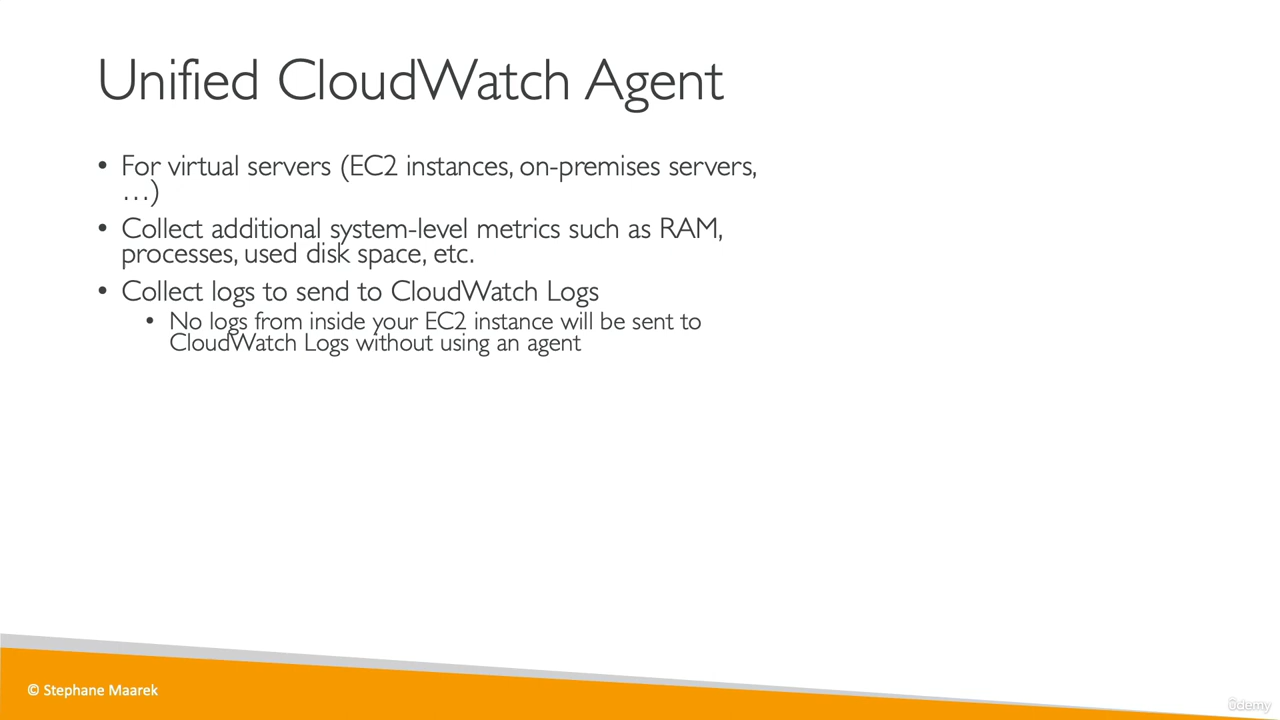 Unified CloudWatch Agent
• For virtual servers (EC2 instances, on-premises servers,
…)
• Collect additional system-level metrics such as RAM,
processes, used disk space, etc.
• Collect logs to send to CloudWatch Logs
• No logs from inside your EC2 instance will be sent to
CloudWatch Logs without using an agent
© Stephane Maarek
ûdemy